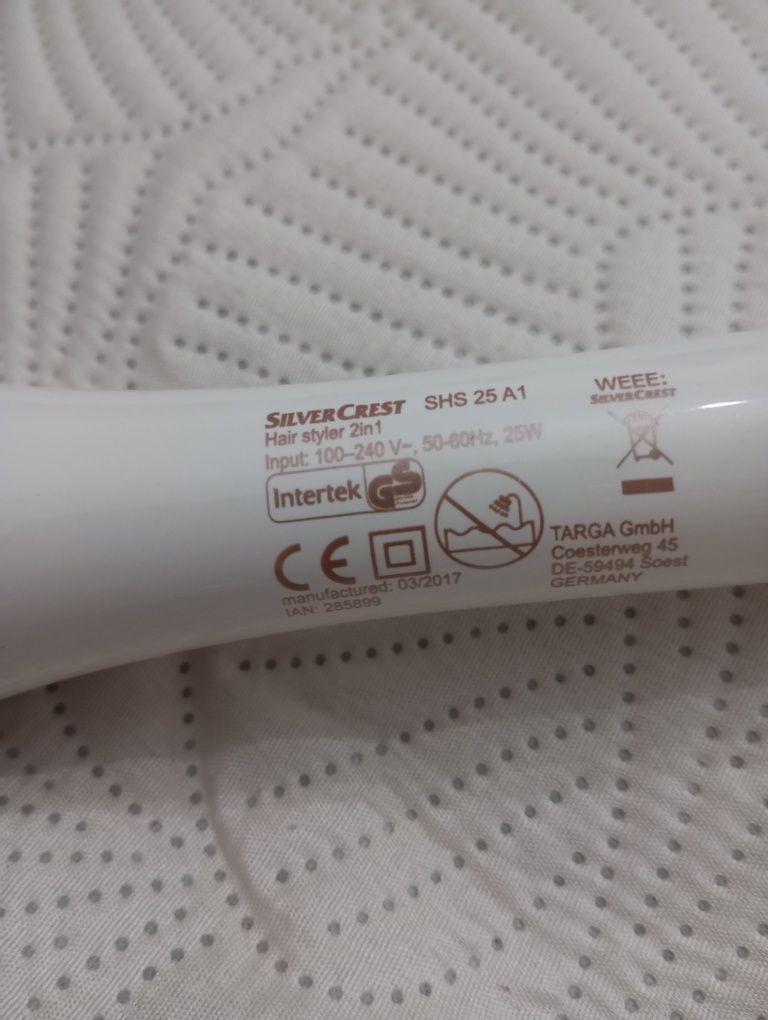 SILVERCREST SHS 25 A1
Hair styler 2in1
Input: 100–240 V~, 50-60Hz, 25W
Intertek GS
CE
manufactured: 03/2017
IAN: 285899
WEEE:
SILVERCREST
TARGA GmbH
Coesterweg 45
DE-59494 Soest
GERMANY